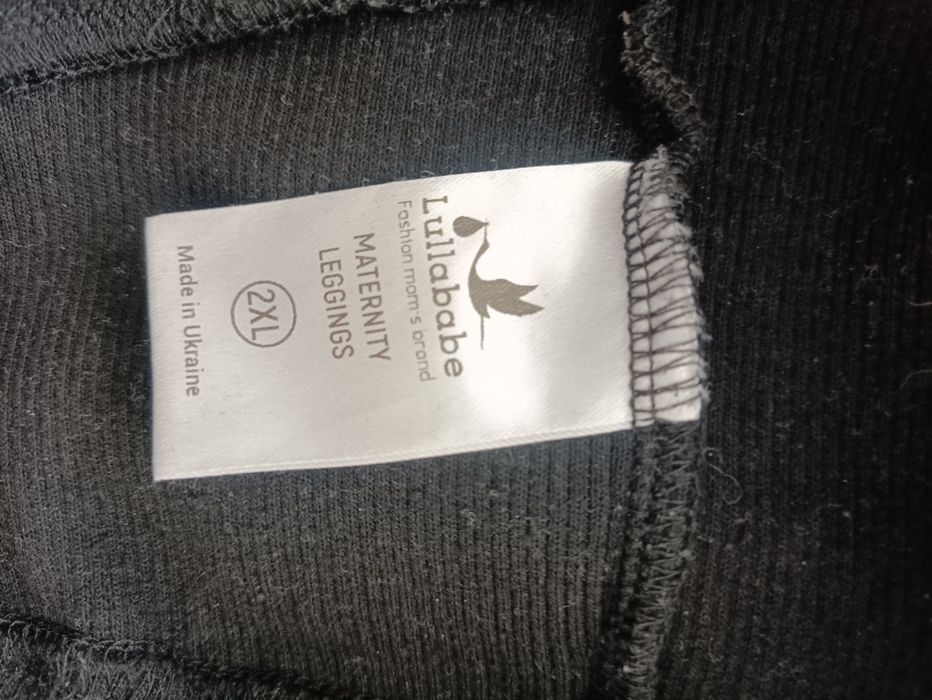 Lullababe
Fashion mom's brand
MATERNITY
LEGGINGS
2XL
Made in Ukraine